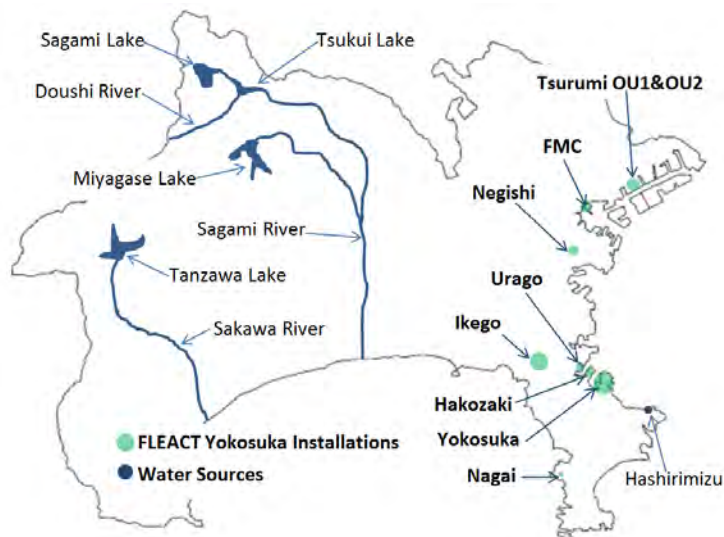 Sagami Lake
Tsukui Lake
Doushi River
Tsurumi OU1&OU2
FMC
Miyagase Lake
Negishi
Sagami River
Tanzawa Lake
Urago
Ikego
Sakawa River
Hakozaki
FLEACT Yokosuka Installations
Yokosuka
Water Sources
Nagai
Hashirimizu